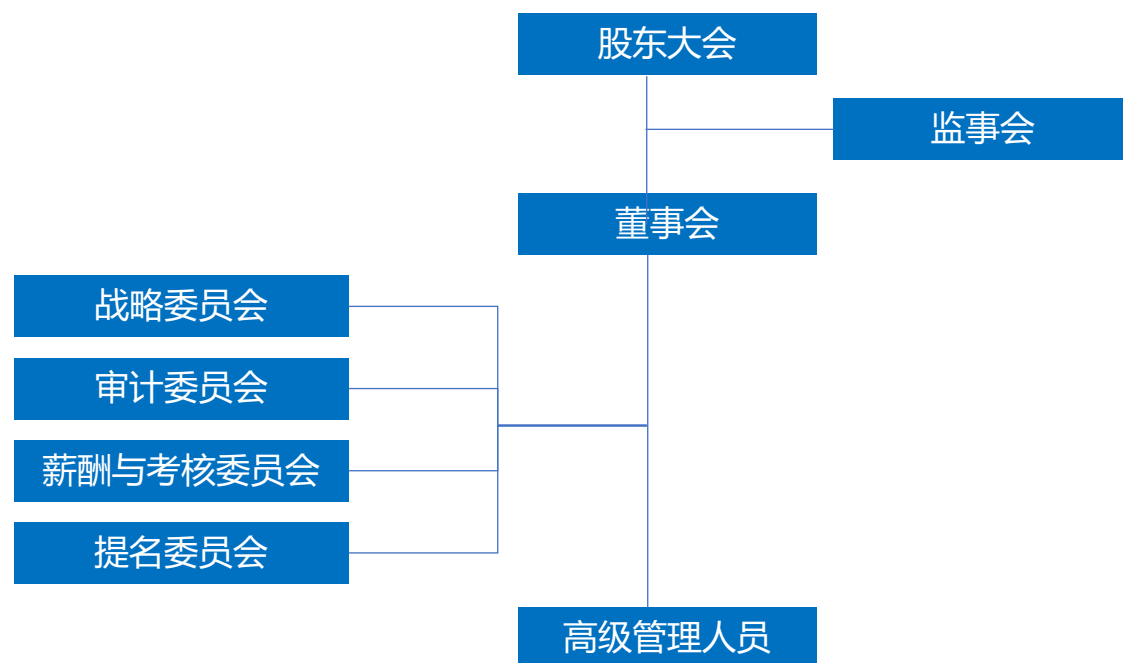 股东大会
监事会
董事会
战略委员会
审计委员会
薪酬与考核委员会
提名委员会
高级管理人员